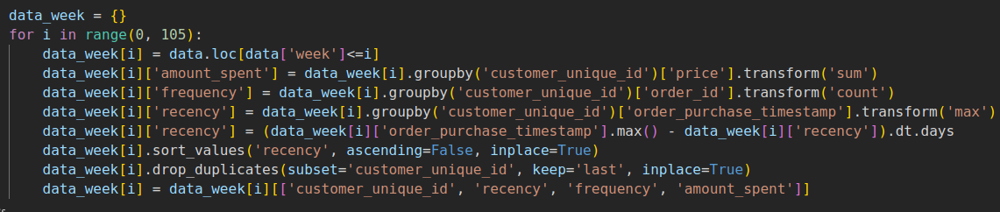 data_week = {}
for i in range(0, 105):
    data_week[i] = data.loc[data['week']<=i]
    data_week[i]['amount_spent'] = data_week[i].groupby('customer_unique_id')['price'].transform('sum')
    data_week[i]['frequency'] = data_week[i].groupby('customer_unique_id')['order_id'].transform('count')
    data_week[i]['recency'] = data_week[i].groupby('customer_unique_id')['order_purchase_timestamp'].transform('max')
    data_week[i]['recency'] = (data_week[i]['order_purchase_timestamp'].max() - data_week[i]['recency']).dt.days
    data_week[i].sort_values('recency', ascending=False, inplace=True)
    data_week[i].drop_duplicates(subset='customer_unique_id', keep='last', inplace=True)
    data_week[i] = data_week[i][['customer_unique_id', 'recency', 'frequency', 'amount_spent']]